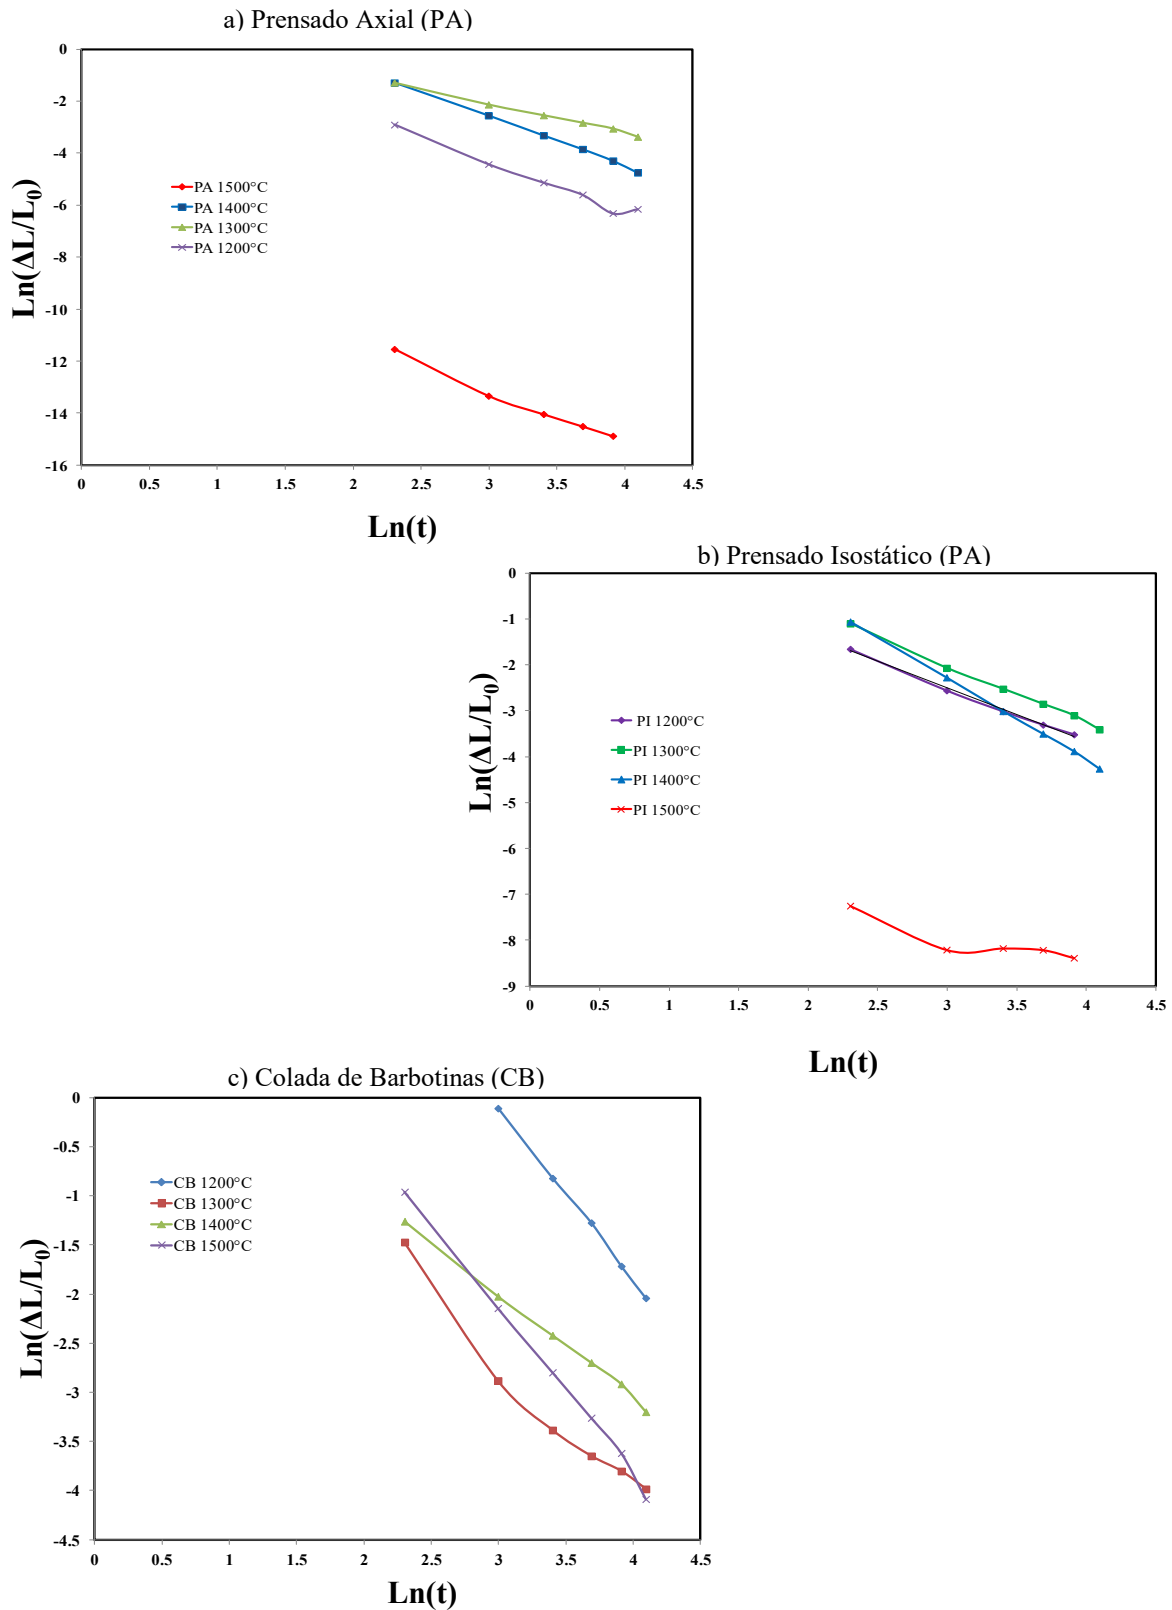 a) Prensado Axial (PA)
0
-2
-4
-6
-8
-10
-12
-14
-16
Ln(ΔL/L0)
PA 1500°C
PA 1400°C
PA 1300°C
PA 1200°C
0 0.5 1 1.5 2 2.5 3 3.5 4 4.5
Ln(t)
b) Prensado Isostático (PA)
0
-1
-2
-3
-4
-5
-6
-7
-8
-9
Ln(ΔL/L0)
PI 1200°C
PI 1300°C
PI 1400°C
PI 1500°C
0 0.5 1 1.5 2 2.5 3 3.5 4 4.5
Ln(t)
c) Colada de Barbotinas (CB)
0
-0.5
-1
-1.5
-2
-2.5
-3
-3.5
-4
-4.5
Ln(ΔL/L0)
CB 1200°C
CB 1300°C
CB 1400°C
CB 1500°C
0 0.5 1 1.5 2 2.5 3 3.5 4 4.5
Ln(t)